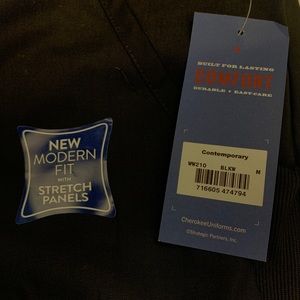 NEW
MODERN
FIT
WITH
STRETCH
PANELS
BUILT FOR LASTING
COMFORT
DURABLE + EASY-CARE
Contemporary
WW210 BLKW M
716605 474794
CherokeeUniforms.com
©Strategic Partners, Inc.